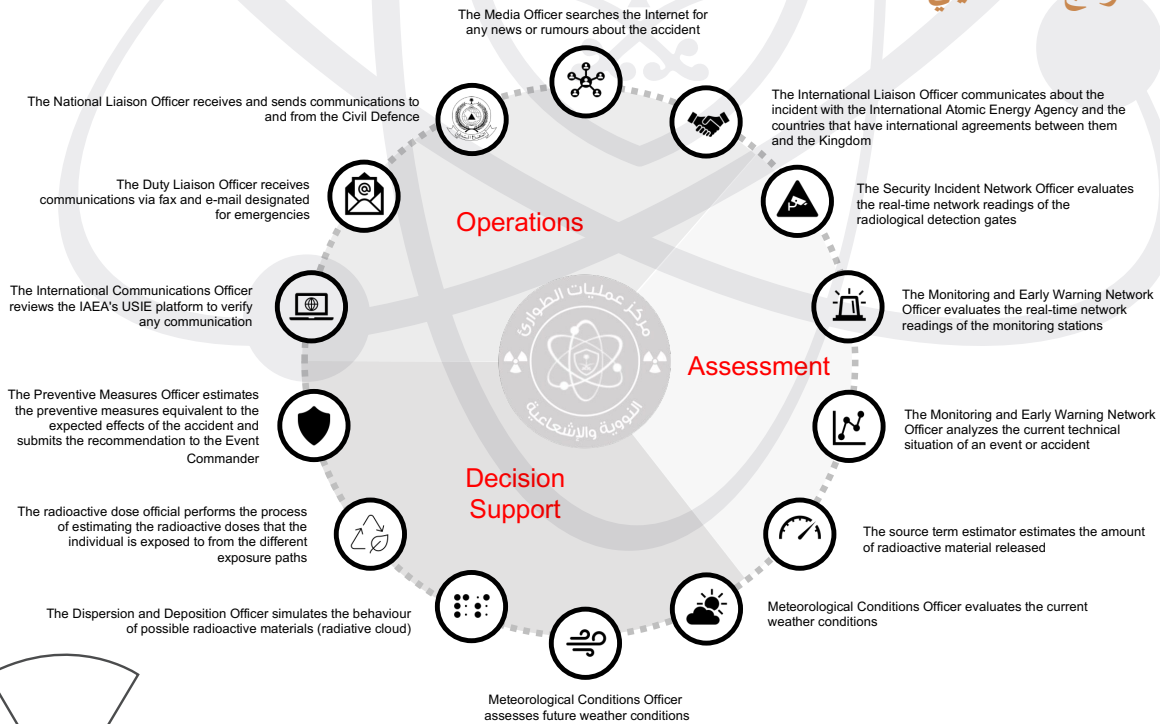 The Media Officer searches the Internet for
any news or rumours about the accident
The National Liaison Officer receives and sends communications to
and from the Civil Defence
The International Liaison Officer communicates about the
incident with the International Atomic Energy Agency and the
countries that have international agreements between them
and the Kingdom
The Duty Liaison Officer receives
communications via fax and e-mail designated
for emergencies
The Security Incident Network Officer evaluates
the real-time network readings of the
radiological detection gates
Operations
The International Communications Officer
reviews the IAEA's USIE platform to verify
any communication
The Monitoring and Early Warning Network
Officer evaluates the real-time network
readings of the monitoring stations
مركز عمليات الطوارئ
النووية والإشعاعية
Assessment
The Preventive Measures Officer estimates
the preventive measures equivalent to the
expected effects of the accident and
submits the recommendation to the Event
Commander
The Monitoring and Early Warning Network
Officer analyzes the current technical
situation of an event or accident
Decision
Support
The radioactive dose official performs the process
of estimating the radioactive doses that the
individual is exposed to from the different
exposure paths
The source term estimator estimates the amount
of radioactive material released
The Dispersion and Deposition Officer simulates the behaviour
of possible radioactive materials (radiative cloud)
Meteorological Conditions Officer evaluates the current
weather conditions
Meteorological Conditions Officer
assesses future weather conditions